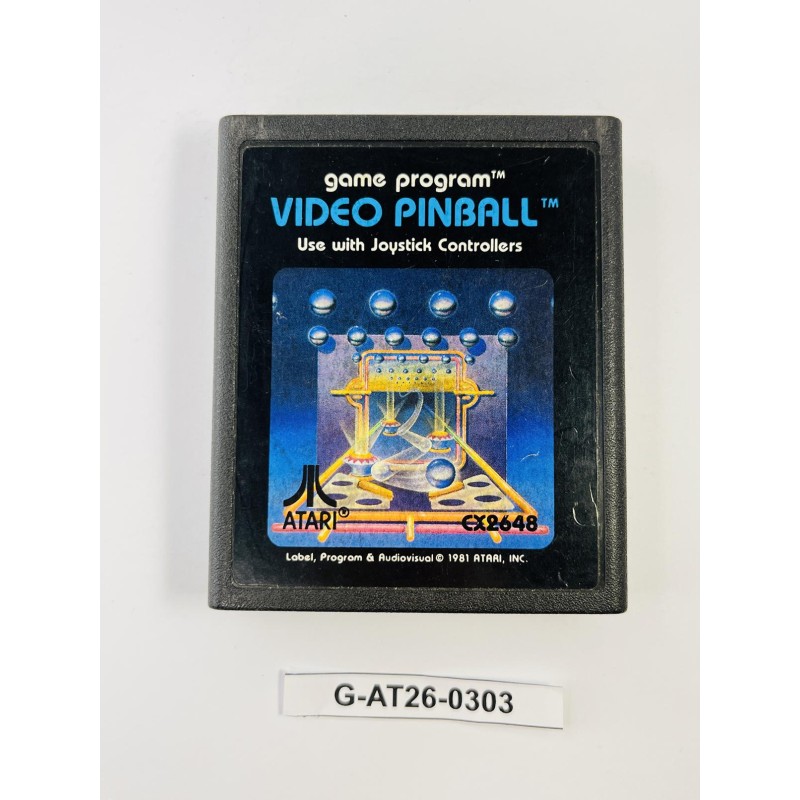 game program™
VIDEO PINBALL™
Use with Joystick Controllers
ATARI®
CX2648
Label, Program & Audiovisual © 1981 ATARI, INC.
G-AT26-0303